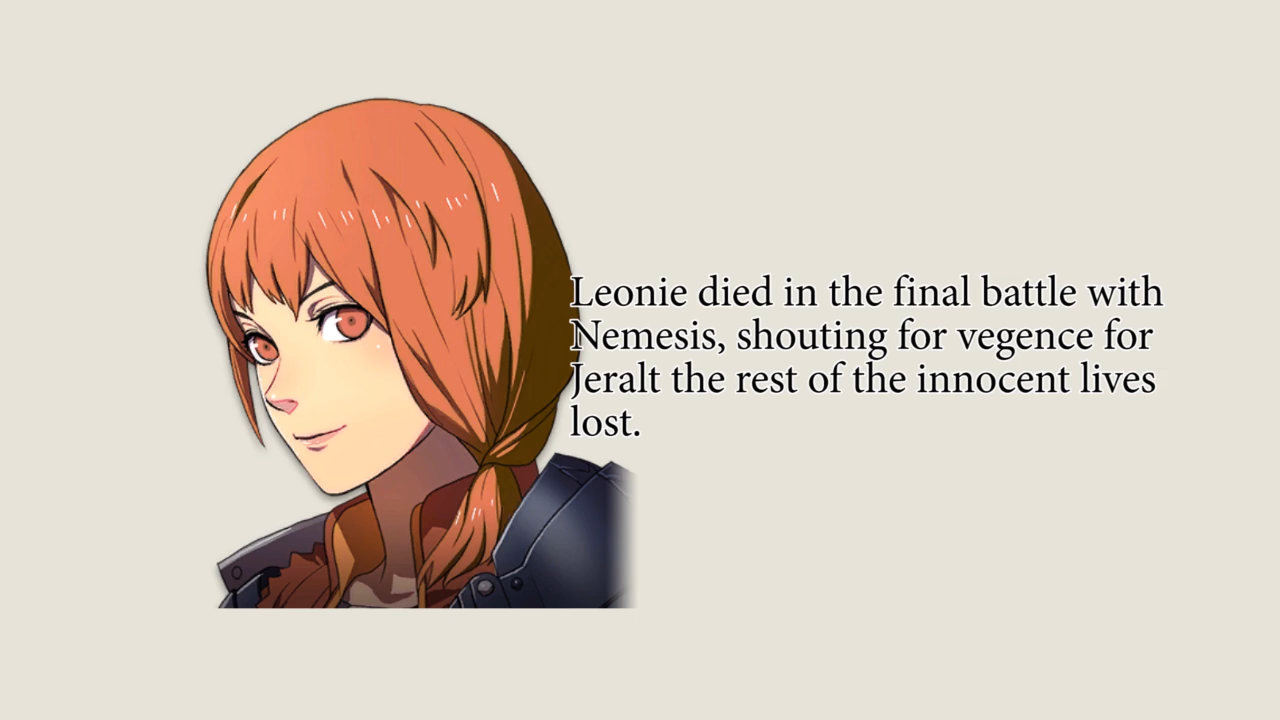 Leonie died in the final battle with
Nemesis, shouting for vegence for
Jeralt the rest of the innocent lives
lost.